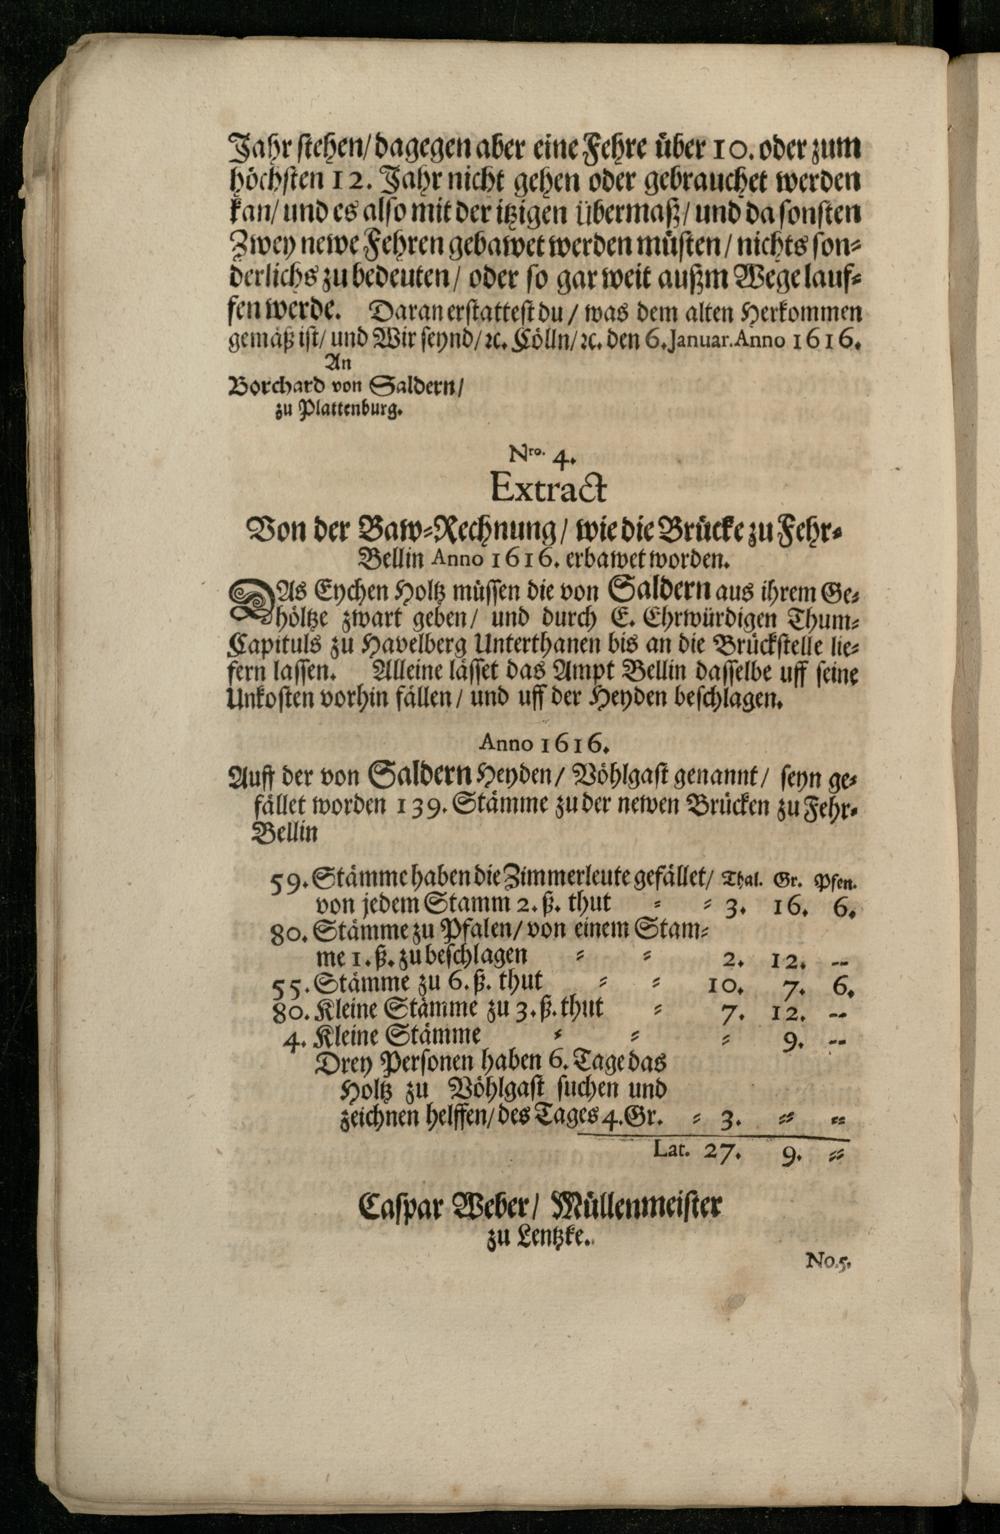 Jahr stehen/ dagegen aber eine Fehre über 10. oder zum
höchsten 12. Jahr nicht gehen oder gebrauchet werden
kan/ und es also mit der itzigen übermaß/ und da sonsten
Zwey newe Fehren gebawet werden müsten/ nichts son⸗
derlichs zu bedeuten/ oder so gar weit außm Wege lauf⸗
fen werde. Daran erstattest du/ was dem alten Herkommen
gemäß ist/ und Wir seynd/ ꝛc. Cölln/ ꝛc. den 6. Januar. Anno 1616.
An
Borchard von Saldern/
zu Plattenburg.
Nro. 4.
Extract
Von der Baw⸗Rechnung/ wie die Brücke zu Fehr⸗
Bellin Anno 1616. erbawet worden.
DAs Eychen Holtz müssen die von Saldern aus ihrem Ge⸗
höltze zwart geben/ und durch E. Ehrwürdigen Thum⸗
Capituls zu Havelberg Unterthanen bis an die Brückstelle lie⸗
fern lassen. Alleine lässet das Ampt Bellin dasselbe uff seine
Unkosten vorhin fällen/ und uff der Heyden beschlagen.
Anno 1616.
Auff der von Saldern Heyden/ Vöhlgast genannt/ seyn ge⸗
fället worden 139. Stämme zu der newen Brücken zu Fehr⸗
Bellin
59. Stämme haben die Zimmerleute gefället/ Thal. Gr. Pfen.
von jedem Stamm 2. ß. thut ⸗ ⸗ 3. 16. 6.
80. Stämme zu Pfalen/ von einem Stam⸗
me 1. ß. zu beschlagen ⸗ ⸗ 2. 12. --
55. Stämme zu 6. ß. thut ⸗ ⸗ 10. 7. 6.
80. Kleine Stämme zu 3. ß. thut ⸗ 7. 12. --
4. Kleine Stämme ⸗ ⸗ ⸗ 9. --
Drey Personen haben 6. Tage das
Holtz zu Vöhlgast suchen und
zeichnen helffen/ des Tages 4. Gr. ⸗ 3. ⸗ ⸗
Lat. 27. 9. ⸗
Caspar Weber/ Müllenmeister
zu Lentzke.
No. 5.